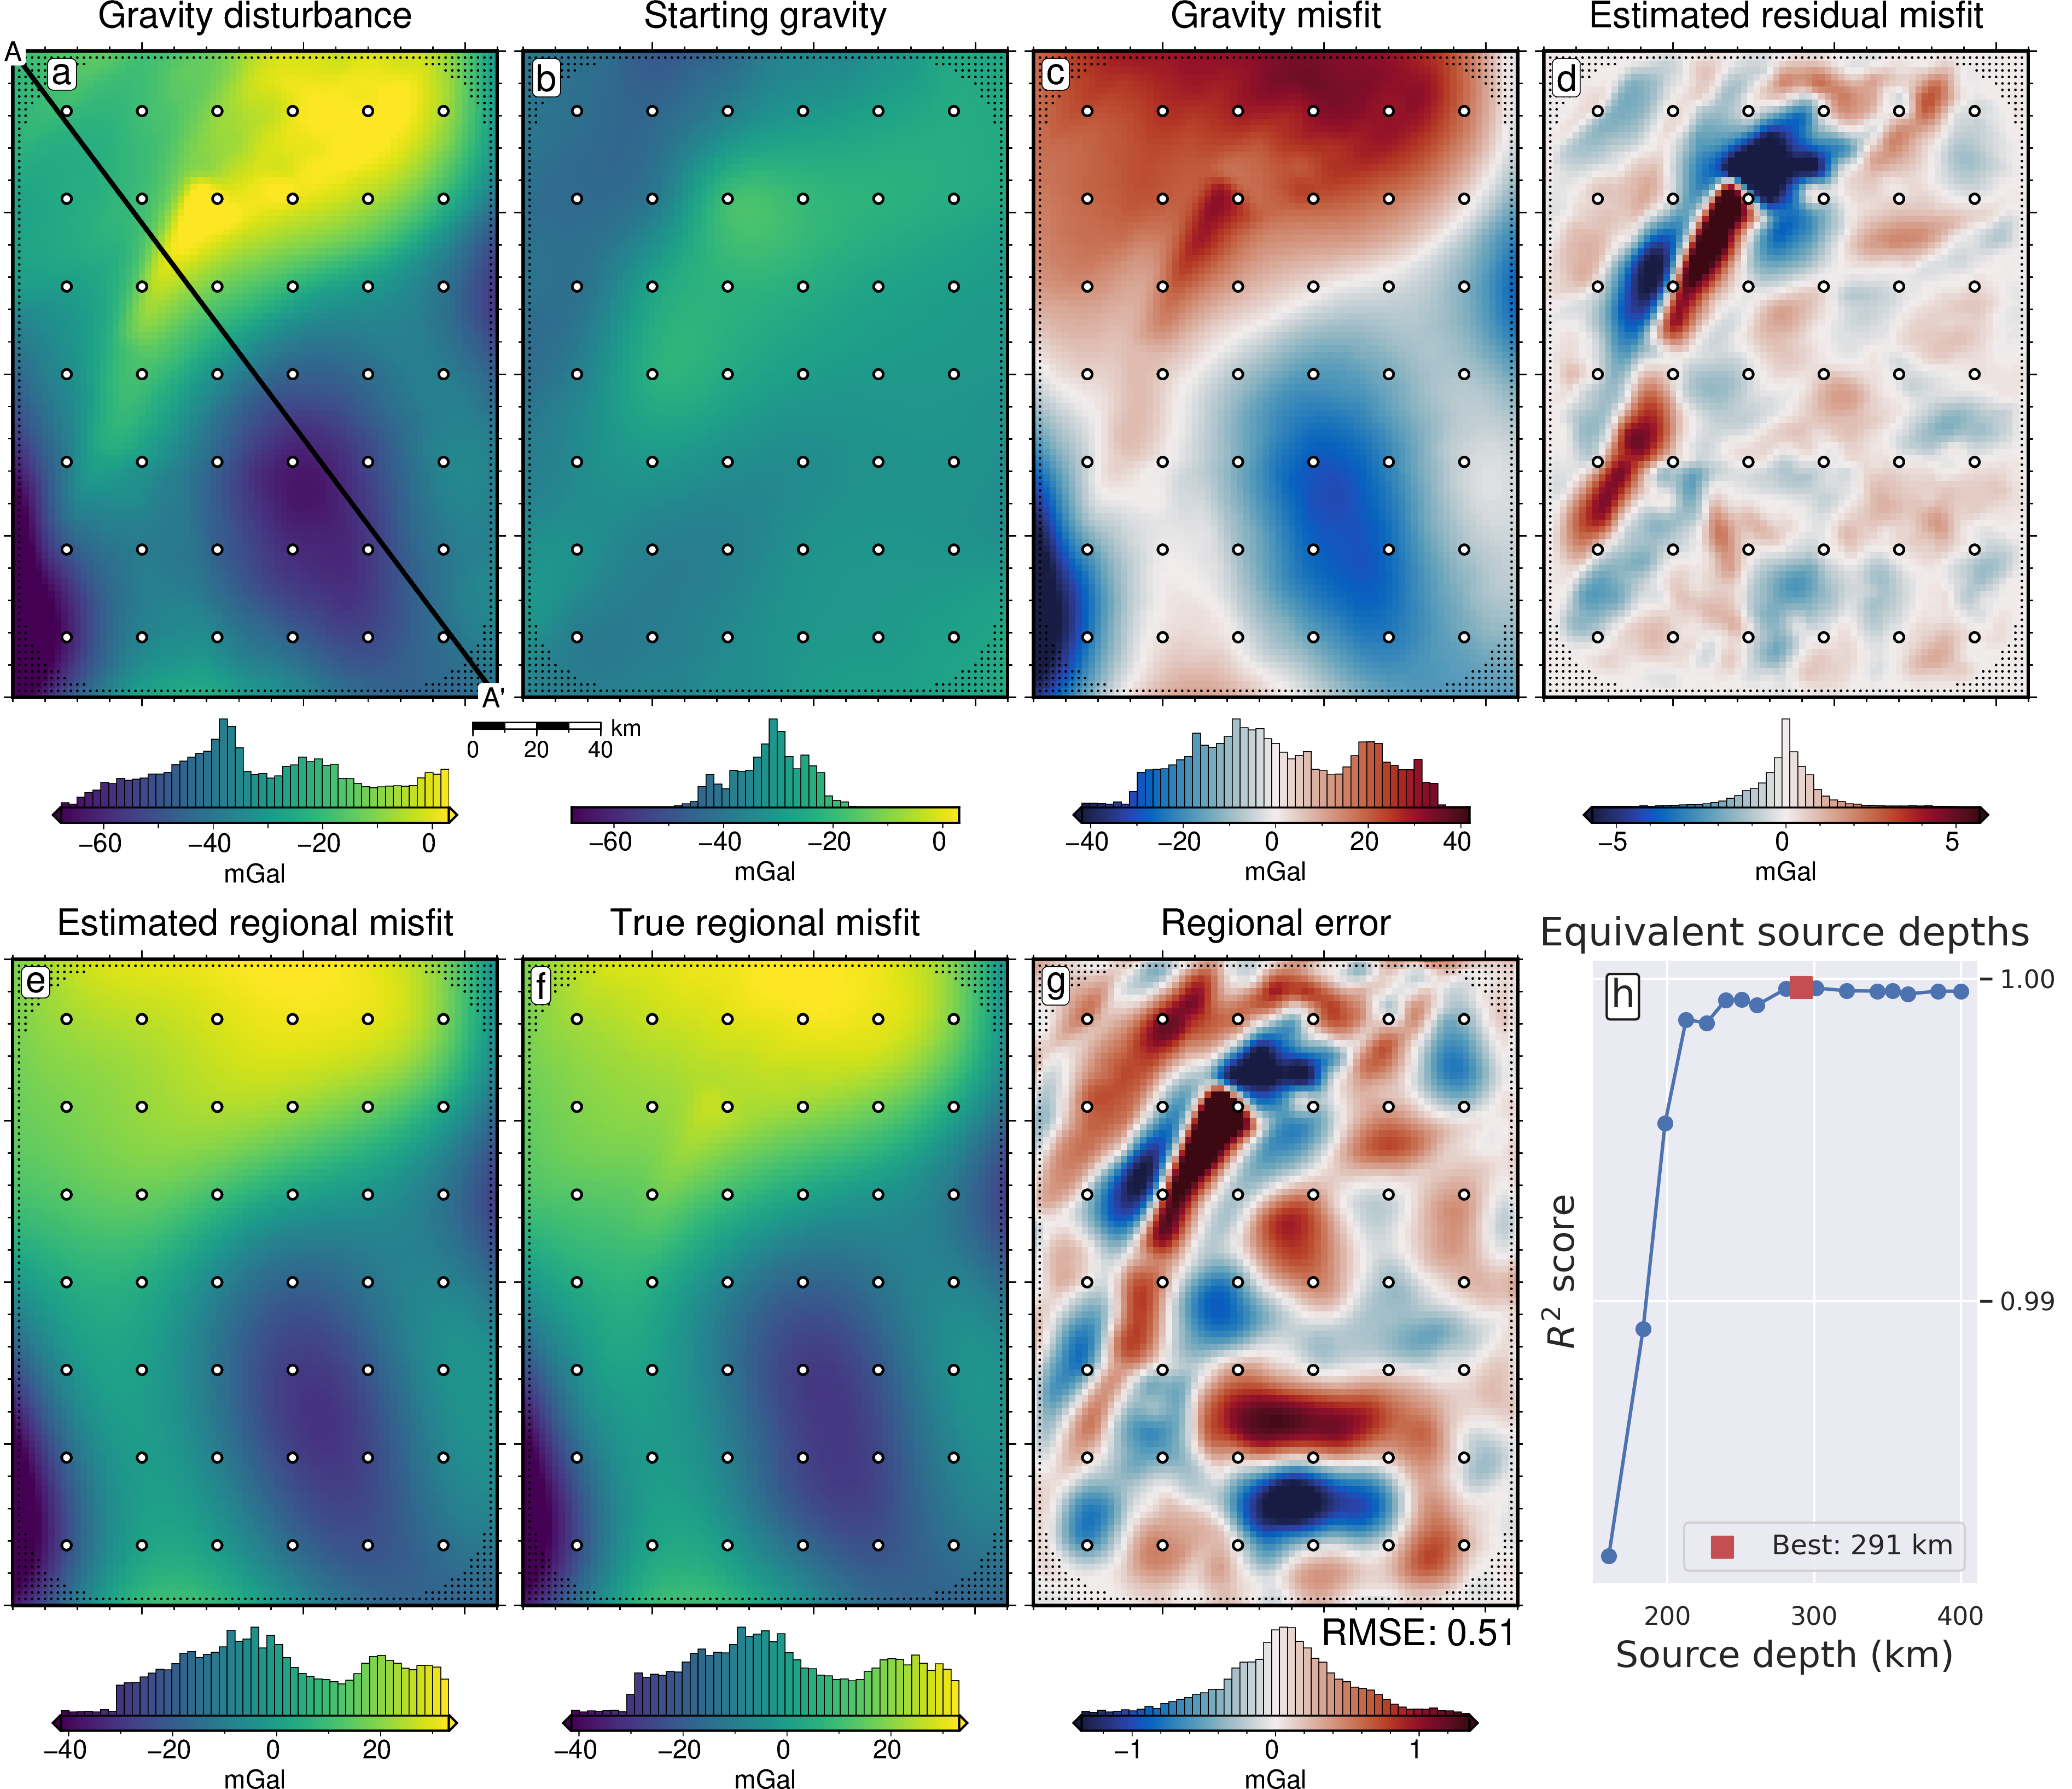 Gravity disturbance
Starting gravity
Gravity misfit
Estimated residual misfit
A
a
b
c
d
A'
0 20 40 km
−60 −40 −20 0
mGal
−60 −40 −20 0
mGal
−40 −20 0 20 40
mGal
−5 0 5
mGal
Estimated regional misfit
True regional misfit
Regional error
Equivalent source depths
e
f
g
h
1.00
0.99
R² score
Best: 291 km
200 300 400
Source depth (km)
RMSE: 0.51
−40 −20 0 20
mGal
−40 −20 0 20
mGal
−1 0 1
mGal